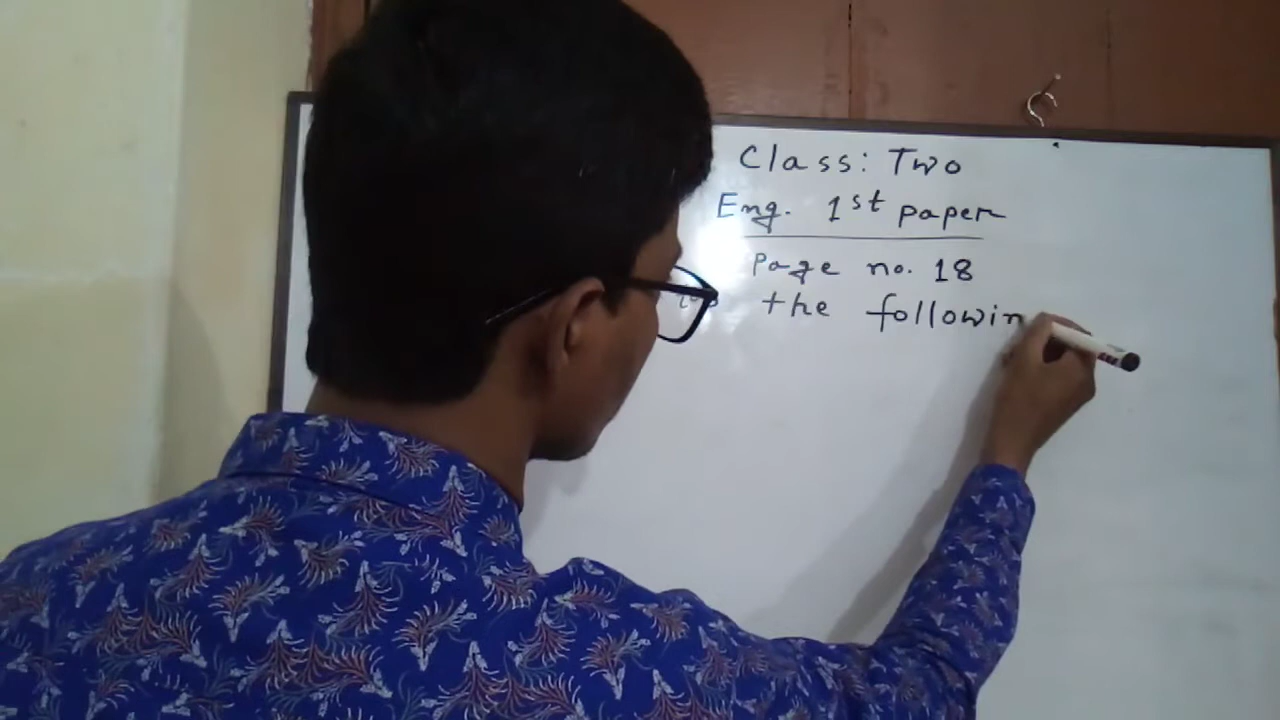 Class: Two
Eng. 1st paper
Page no. 18
the followin